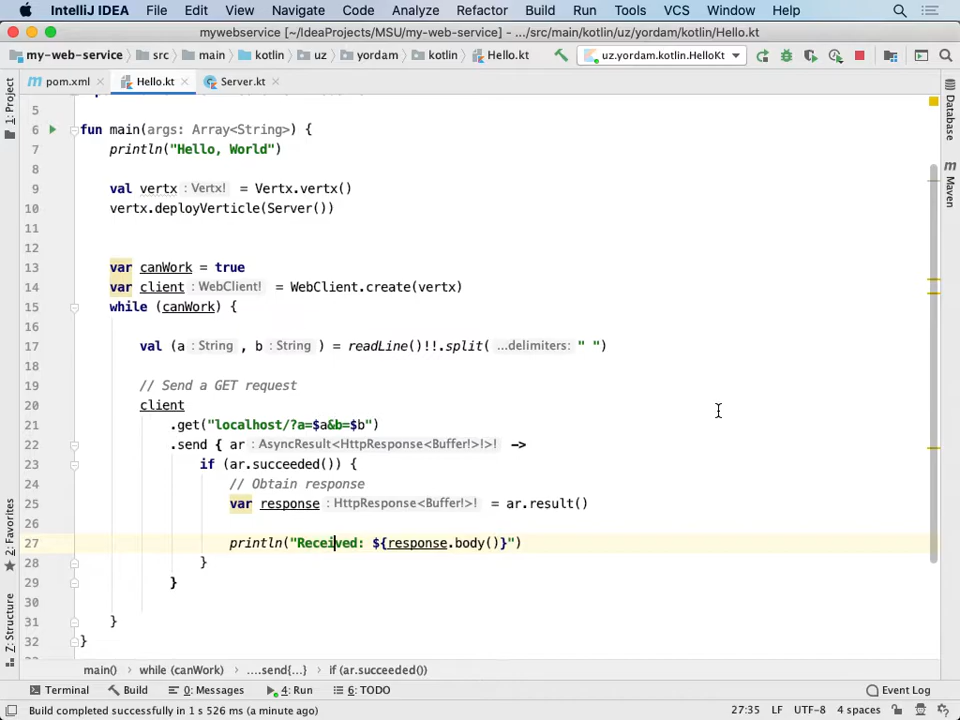 IntelliJ IDEA File Edit View Navigate Code Analyze Refactor Build Run Tools VCS Window Help
mywebservice [~/IdeaProjects/MSU/my-web-service] - .../src/main/kotlin/uz/yordam/kotlin/Hello.kt
my-web-service src main kotlin uz yordam kotlin Hello.kt uz.yordam.kotlin.HelloKt
pom.xml Hello.kt Server.kt
1: Project
2: Favorites
Z: Structure
Database
Maven
5
6 fun main(args: Array<String>) {
7 println("Hello, World")
8
9 val vertx : Vertx! = Vertx.vertx()
10 vertx.deployVerticle(Server())
11
12
13 var canWork = true
14 var client : WebClient! = WebClient.create(vertx)
15 while (canWork) {
16
17 val (a : String , b : String ) = readLine()!!.split( ...delimiters: " ")
18
19 // Send a GET request
20 client
21 .get("localhost/?a=$a&b=$b")
22 .send { ar : AsyncResult<HttpResponse<Buffer!>!>! ->
23 if (ar.succeeded()) {
24 // Obtain response
25 var response : HttpResponse<Buffer!>! = ar.result()
26
27 println("Received: ${response.body()}")
28 }
29 }
30
31 }
32 }
main() while (canWork) ....send{...} if (ar.succeeded())
Terminal Build 0: Messages 4: Run 6: TODO Event Log
Build completed successfully in 1 s 526 ms (a minute ago) 27:35 LF UTF-8 4 spaces